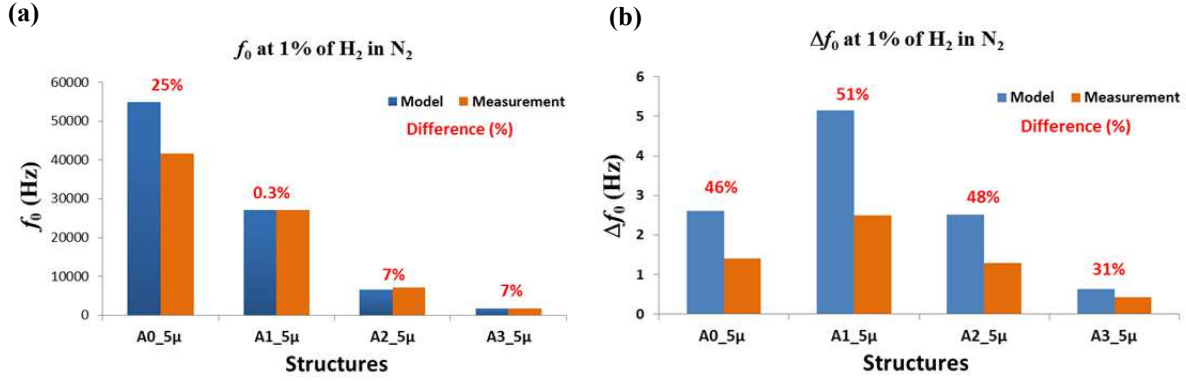 (a)
f₀ at 1% of H₂ in N₂
60000
50000
40000
30000
20000
10000
0
f₀ (Hz)
25%
0.3%
7%
7%
Model Measurement
Difference (%)
A0_5µ A1_5µ A2_5µ A3_5µ
Structures
(b)
Δf₀ at 1% of H₂ in N₂
6
5
4
3
2
1
0
Δf₀ (Hz)
46%
51%
48%
31%
Model Measurement
Difference (%)
A0_5µ A1_5µ A2_5µ A3_5µ
Structures